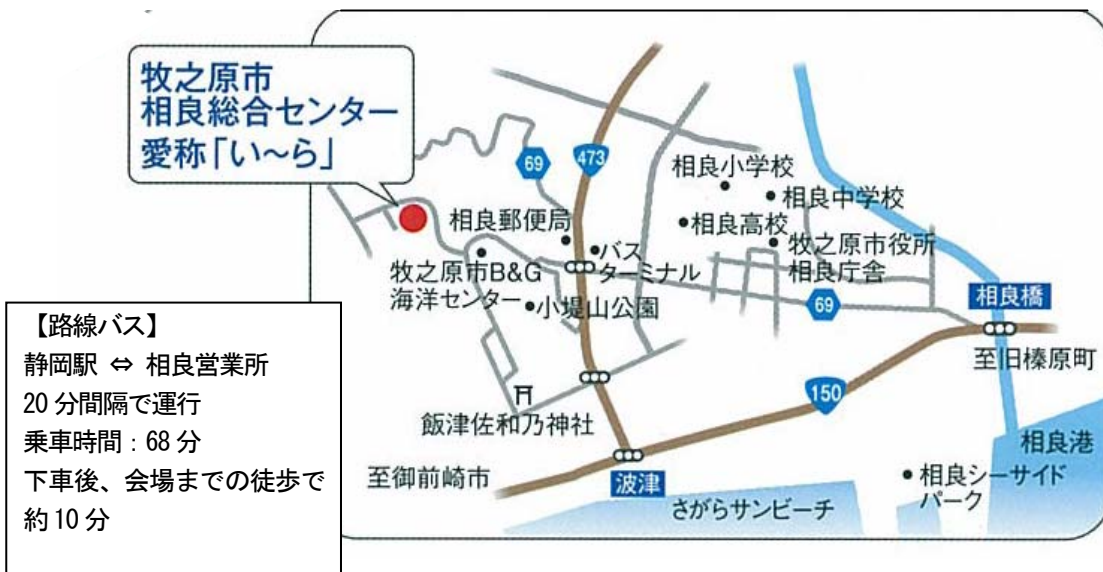 牧之原市
相良総合センター
愛称「い～ら」
69
473
相良小学校
相良中学校
相良郵便局
相良高校
バス
ターミナル
牧之原市役所
相良庁舎
牧之原市B&G
海洋センター
小堤山公園
69
相良橋
至旧榛原町
150
飯津佐和乃神社
相良港
至御前崎市
波津
さがらサンビーチ
相良シーサイド
パーク
【路線バス】
静岡駅 ⇔ 相良営業所
20分間隔で運行
乗車時間：68分
下車後、会場までの徒歩で
約10分